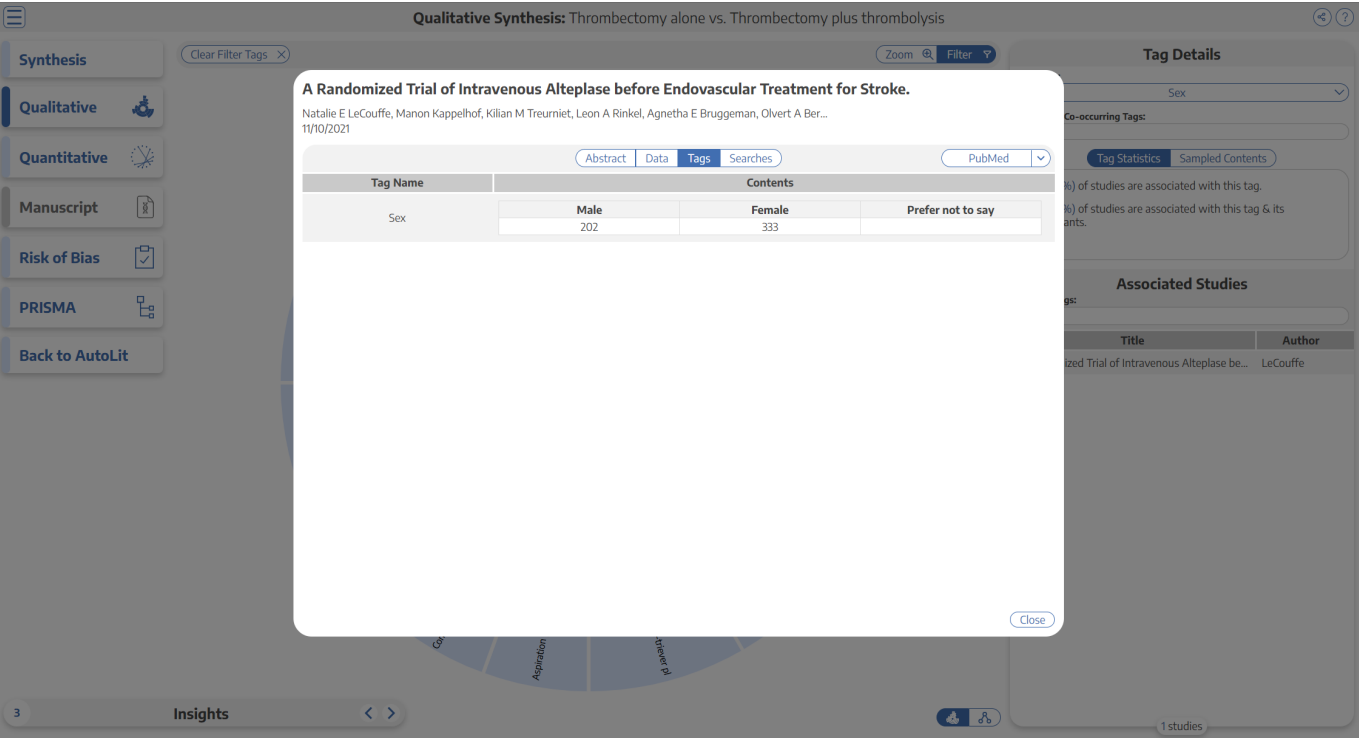 Qualitative Synthesis: Thrombectomy alone vs. Thrombectomy plus thrombolysis
?
Synthesis
Qualitative
Quantitative
Manuscript
Risk of Bias
PRISMA
Back to AutoLit
Clear Filter Tags
Zoom
Filter
A Randomized Trial of Intravenous Alteplase before Endovascular Treatment for Stroke.
Natalie E LeCouffe, Manon Kappelhof, Kilian M Treurniet, Leon A Rinkel, Agnetha E Bruggeman, Olvert A Ber...
11/10/2021
Abstract Data Tags Searches
PubMed
Tag Name Contents
Sex
Male Female Prefer not to say
202 333
Close
Tag Details
Sex
Co-occurring Tags:
Tag Statistics Sampled Contents
%) of studies are associated with this tag.
%) of studies are associated with this tag & its
ants.
Associated Studies
gs:
Title Author
ized Trial of Intravenous Alteplase be... LeCouffe
1 studies
Aspiration
triever pl
3 Insights